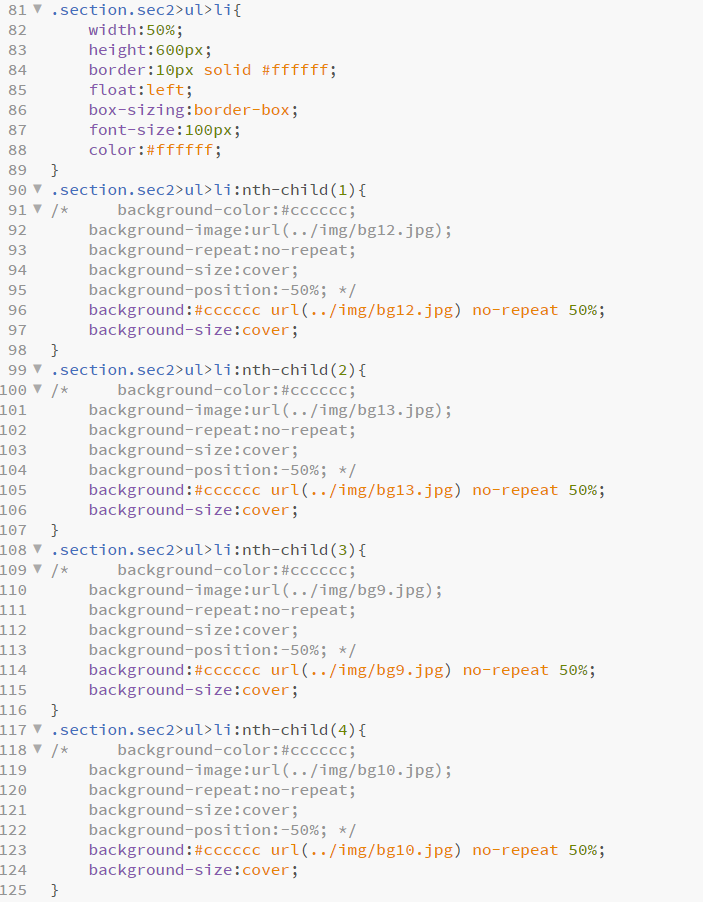 81 ▼ .section.sec2>ul>li{
82     width:50%;
83     height:600px;
84     border:10px solid #ffffff;
85     float:left;
86     box-sizing:border-box;
87     font-size:100px;
88     color:#ffffff;
89 }
90 ▼ .section.sec2>ul>li:nth-child(1){
91 ▼ /*     background-color:#cccccc;
92     background-image:url(../img/bg12.jpg);
93     background-repeat:no-repeat;
94     background-size:cover;
95     background-position:-50%; */
96     background:#cccccc url(../img/bg12.jpg) no-repeat 50%;
97     background-size:cover;
98 }
99 ▼ .section.sec2>ul>li:nth-child(2){
100 ▼ /*     background-color:#cccccc;
101     background-image:url(../img/bg13.jpg);
102     background-repeat:no-repeat;
103     background-size:cover;
104     background-position:-50%; */
105     background:#cccccc url(../img/bg13.jpg) no-repeat 50%;
106     background-size:cover;
107 }
108 ▼ .section.sec2>ul>li:nth-child(3){
109 ▼ /*     background-color:#cccccc;
110     background-image:url(../img/bg9.jpg);
111     background-repeat:no-repeat;
112     background-size:cover;
113     background-position:-50%; */
114     background:#cccccc url(../img/bg9.jpg) no-repeat 50%;
115     background-size:cover;
116 }
117 ▼ .section.sec2>ul>li:nth-child(4){
118 ▼ /*     background-color:#cccccc;
119     background-image:url(../img/bg10.jpg);
120     background-repeat:no-repeat;
121     background-size:cover;
122     background-position:-50%; */
123     background:#cccccc url(../img/bg10.jpg) no-repeat 50%;
124     background-size:cover;
125 }